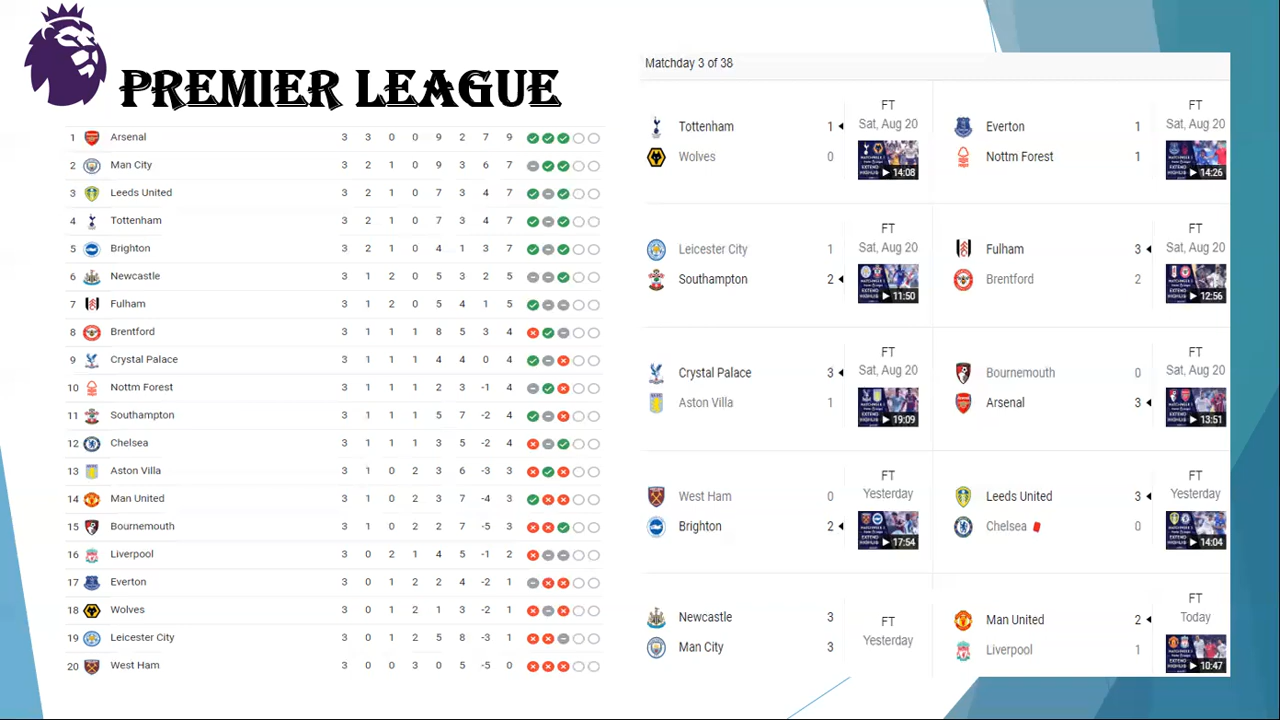 PREMIER LEAGUE
1 Arsenal 3 3 0 0 9 2 7 9
2 Man City 3 2 1 0 9 3 6 7
3 Leeds United 3 2 1 0 7 3 4 7
4 Tottenham 3 2 1 0 7 3 4 7
5 Brighton 3 2 1 0 4 1 3 7
6 Newcastle 3 1 2 0 5 3 2 5
7 Fulham 3 1 2 0 5 4 1 5
8 Brentford 3 1 1 1 8 5 3 4
9 Crystal Palace 3 1 1 1 4 4 0 4
10 Nottm Forest 3 1 1 1 2 3 -1 4
11 Southampton 3 1 1 1 5 7 -2 4
12 Chelsea 3 1 1 1 3 5 -2 4
13 Aston Villa 3 1 0 2 3 6 -3 3
14 Man United 3 1 0 2 3 7 -4 3
15 Bournemouth 3 1 0 2 2 7 -5 3
16 Liverpool 3 0 2 1 4 5 -1 2
17 Everton 3 0 1 2 2 4 -2 1
18 Wolves 3 0 1 2 1 3 -2 1
19 Leicester City 3 0 1 2 5 8 -3 1
20 West Ham 3 0 0 3 0 5 -5 0
Matchday 3 of 38
FT
Tottenham 1 Sat, Aug 20
Wolves 0
14:08
FT
Everton 1 Sat, Aug 20
Nottm Forest 1
14:26
FT
Leicester City 1 Sat, Aug 20
Southampton 2
11:50
FT
Fulham 3 Sat, Aug 20
Brentford 2
12:56
FT
Crystal Palace 3 Sat, Aug 20
Aston Villa 1
19:09
FT
Bournemouth 0 Sat, Aug 20
Arsenal 3
13:51
FT
West Ham 0 Yesterday
Brighton 2
17:54
FT
Leeds United 3 Yesterday
Chelsea 0
14:04
Newcastle 3 FT
Man City 3 Yesterday
FT
Man United 2 Today
Liverpool 1
10:47